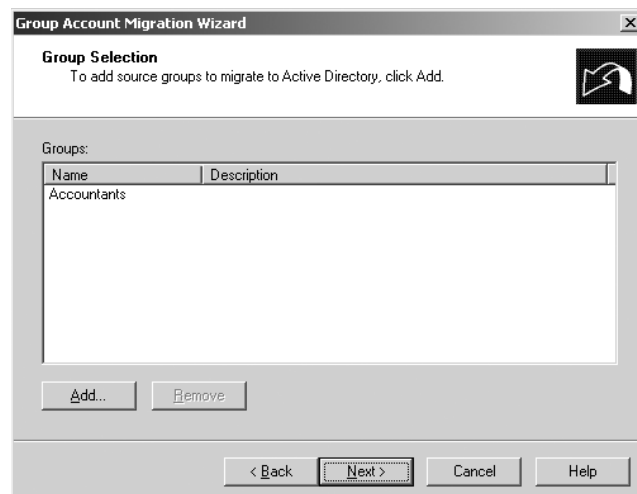 Group Account Migration Wizard
Group Selection
To add source groups to migrate to Active Directory, click Add.
Groups:
Name Description
Accountants
Add... Remove
< Back Next > Cancel Help